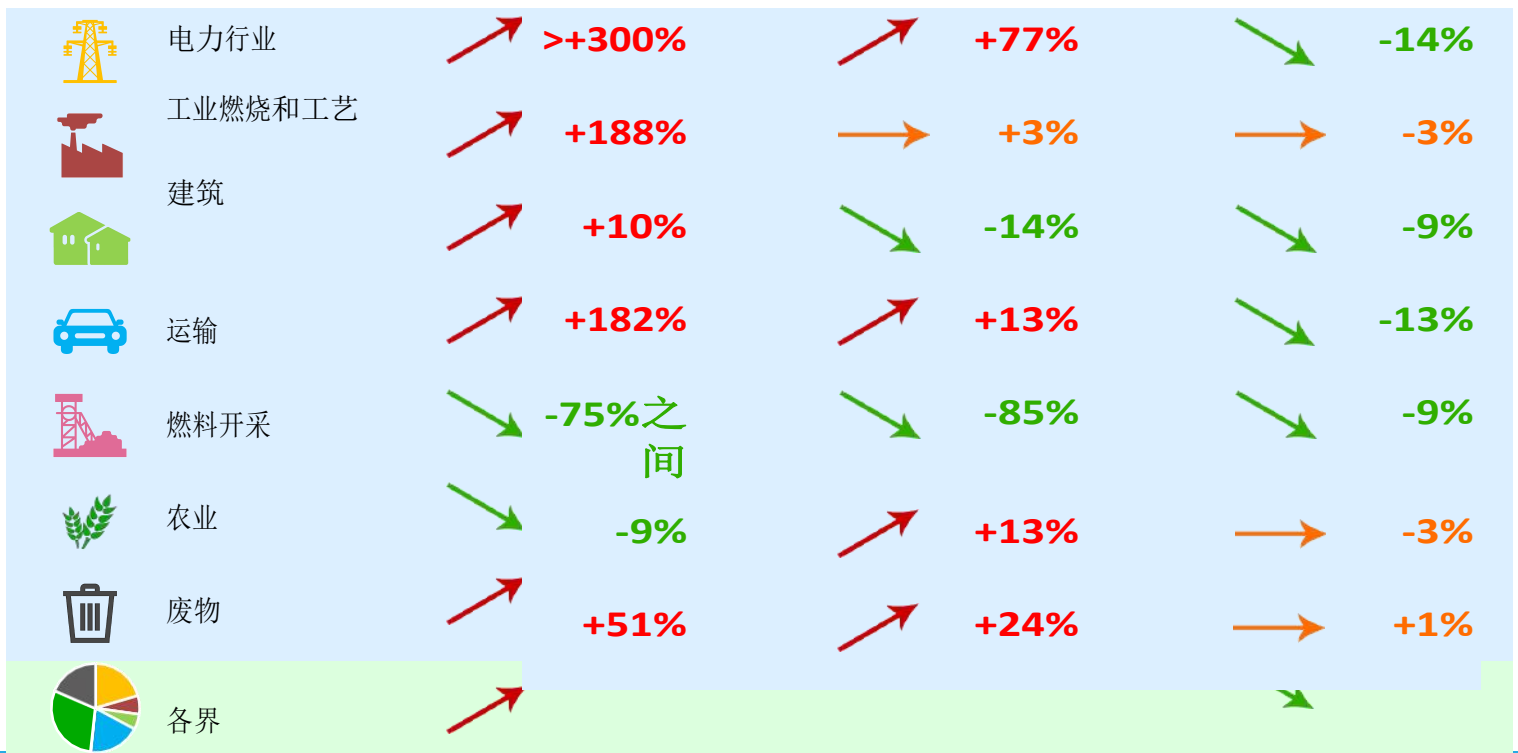 电力行业 >+300% +77% -14%
工业燃烧和工艺 +188% +3% -3%
建筑 +10% -14% -9%
运输 +182% +13% -13%
燃料开采 -75%之 -85% -9%
间
农业 -9% +13% -3%
废物 +51% +24% +1%
各界